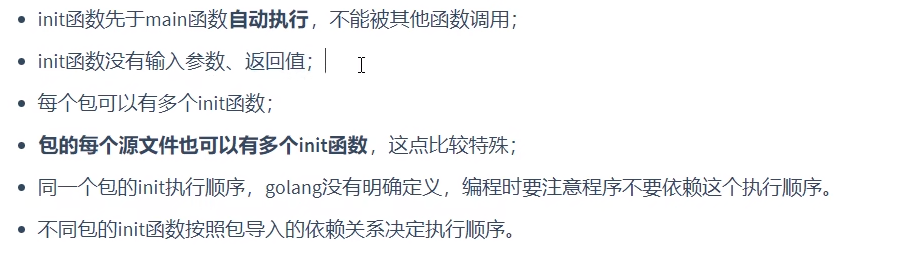 init函数先于main函数自动执行，不能被其他函数调用；
init函数没有输入参数、返回值；
每个包可以有多个init函数；
包的每个源文件也可以有多个init函数，这点比较特殊；
同一个包的init执行顺序，golang没有明确定义，编程时要注意程序不要依赖这个执行顺序。
不同包的init函数按照包导入的依赖关系决定执行顺序。